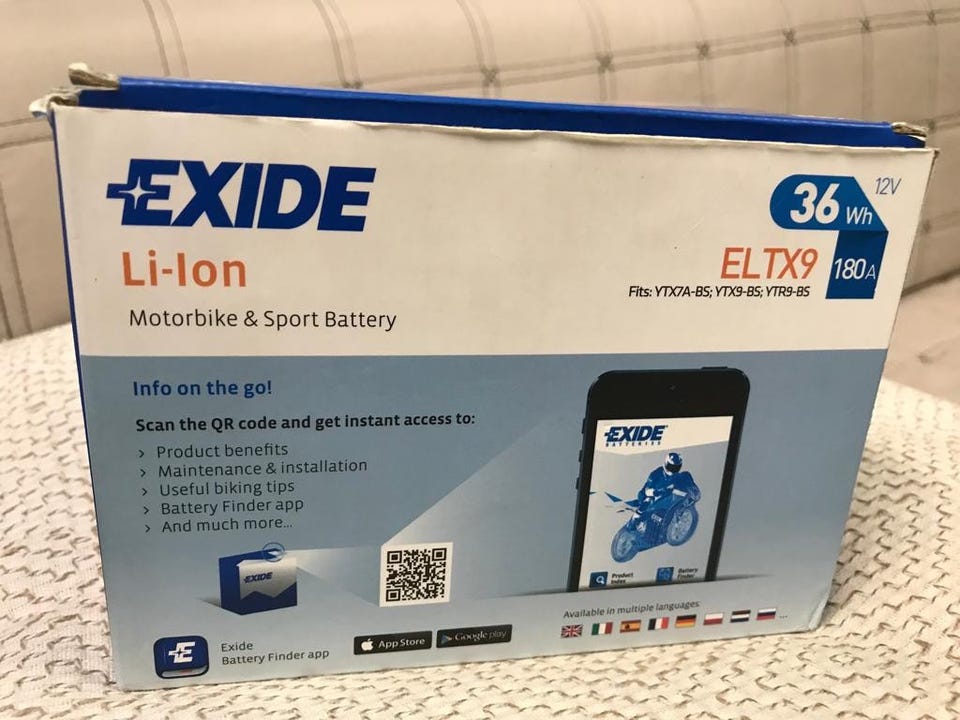 EXIDE
Li-Ion
Motorbike & Sport Battery
36 Wh
12V
ELTX9
180A
Fits: YTX7A-BS; YTX9-BS; YTR9-BS
Info on the go!
Scan the QR code and get instant access to:
> Product benefits
> Maintenance & installation
> Useful biking tips
> Battery Finder app
> And much more...
EXIDE
EXIDE
BATTERIES
Product
Index
Battery
Finder
Exide
Battery Finder app
App Store
Google play
Available in multiple languages
...